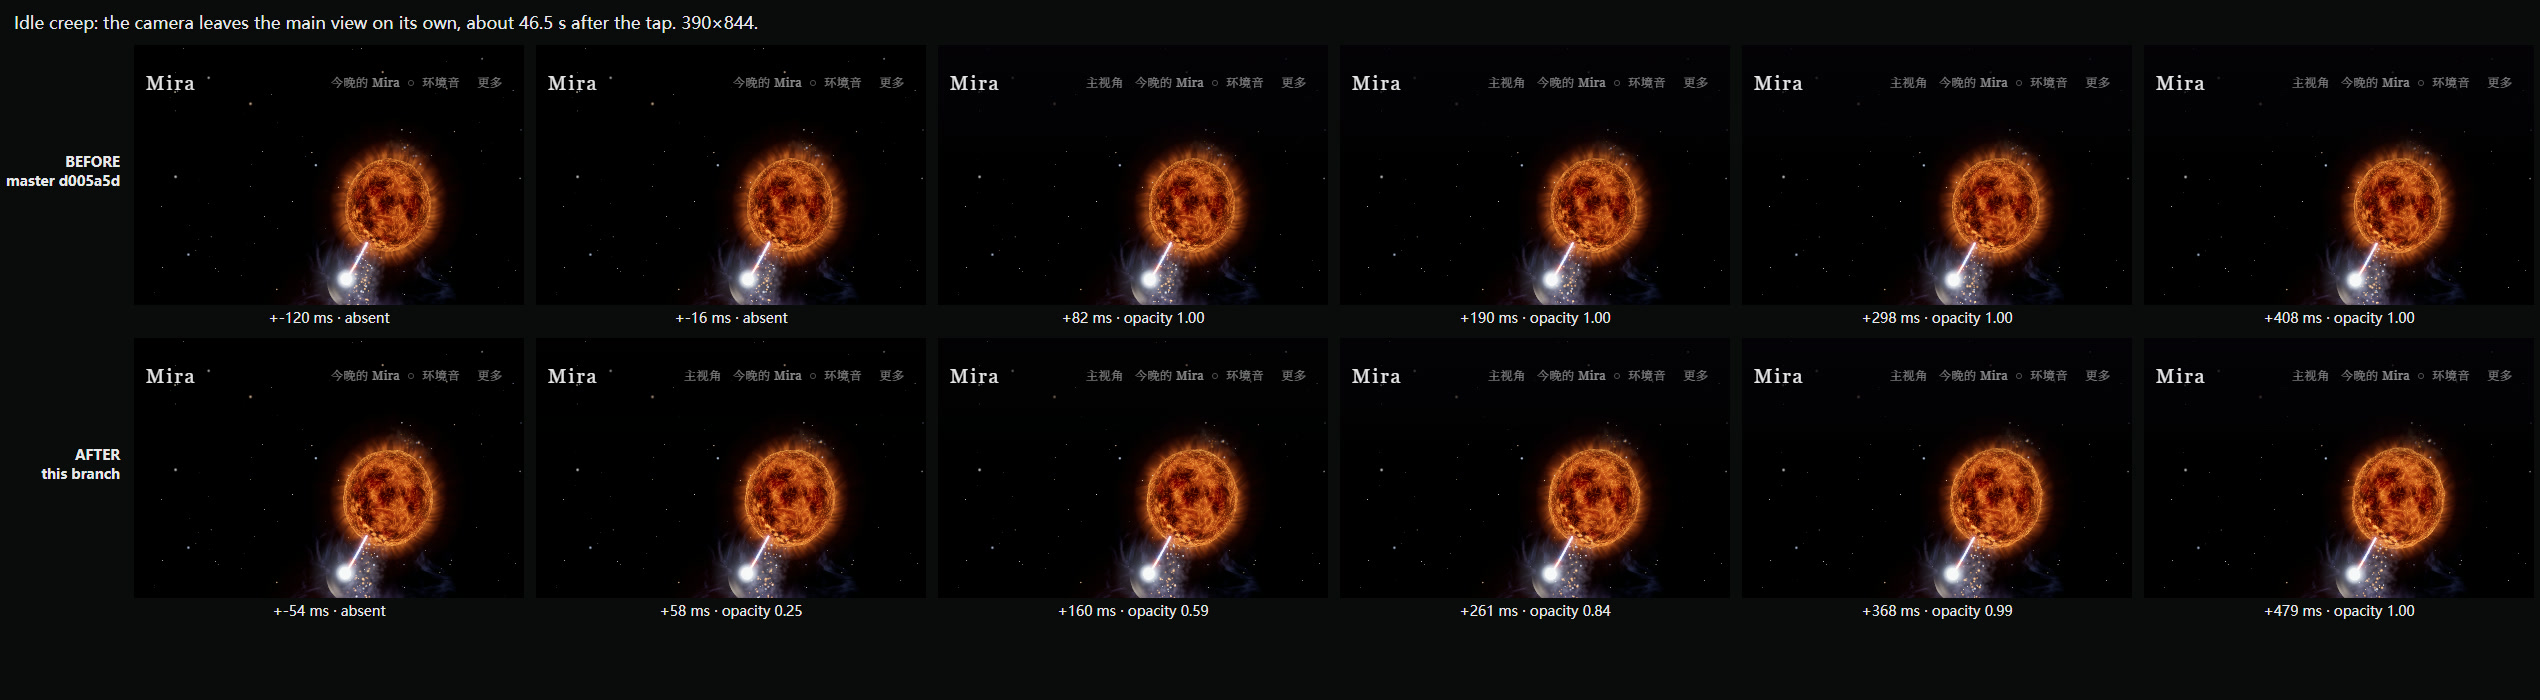 Idle creep: the camera leaves the main view on its own, about 46.5 s after the tap. 390×844.
BEFORE
master d005a5d
Mira 今晚的 Mira ○ 环境音 更多
+-120 ms · absent
Mira 今晚的 Mira ○ 环境音 更多
+-16 ms · absent
Mira 主视角 今晚的 Mira ○ 环境音 更多
+82 ms · opacity 1.00
Mira 主视角 今晚的 Mira ○ 环境音 更多
+190 ms · opacity 1.00
Mira 主视角 今晚的 Mira ○ 环境音 更多
+298 ms · opacity 1.00
Mira 主视角 今晚的 Mira ○ 环境音 更多
+408 ms · opacity 1.00
AFTER
this branch
Mira 今晚的 Mira ○ 环境音 更多
+-54 ms · absent
Mira 主视角 今晚的 Mira ○ 环境音 更多
+58 ms · opacity 0.25
Mira 主视角 今晚的 Mira ○ 环境音 更多
+160 ms · opacity 0.59
Mira 主视角 今晚的 Mira ○ 环境音 更多
+261 ms · opacity 0.84
Mira 主视角 今晚的 Mira ○ 环境音 更多
+368 ms · opacity 0.99
Mira 主视角 今晚的 Mira ○ 环境音 更多
+479 ms · opacity 1.00